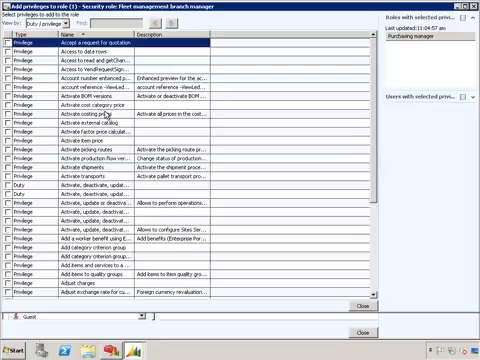 Add privileges to role (1) - Security role: Fleet management branch manager
Select privileges to add to the role
View by: Duty / privilege Find:
Type Name Description
Privilege Accept a request for quotation
Privilege Access to data rows
Privilege Access to read and getChan...
Privilege Access to VendRequestSign...
Privilege Account number enhanced p... Enhanced preview for the ac...
Privilege account reference -ViewLed... account reference -ViewLed...
Privilege Activate BOM versions Activate or deactivate BOM ...
Privilege Activate cost category price
Privilege Activate costing Activate all prices in the cost...
Privilege Activate external catalog
Privilege Activate factor price calculat...
Privilege Activate item price
Privilege Activate picking routes Activate the picking route pr...
Privilege Activate production flow ver... Change status of production...
Privilege Activate shipments Activate the shipment proce...
Privilege Activate transports Activate pallet transport pro...
Duty Activate, deactivate, updat...
Duty Activate, deactivate, updat...
Privilege Activate, update or deactivat... Allows to perform operations...
Privilege Activate, update, deactivat...
Privilege Activate, update, deactivat...
Privilege Activate, update, deactivat... Allows to configure Sites Ser...
Privilege Add a worker benefit using E... Add benefits (Enterprise Por...
Privilege Add category criterion group
Privilege Add category criterion group
Privilege Add items and services to a ...
Privilege Add items to quality groups Add items to item quality gr...
Privilege Adjust charges
Privilege Adjust exchange rate for cu... Foreign currency revaluation...
Close
Roles with selected privi...
Last updated:11:04:57 am
Purchasing manager
Users with selected privi...
Guest
Close
Start